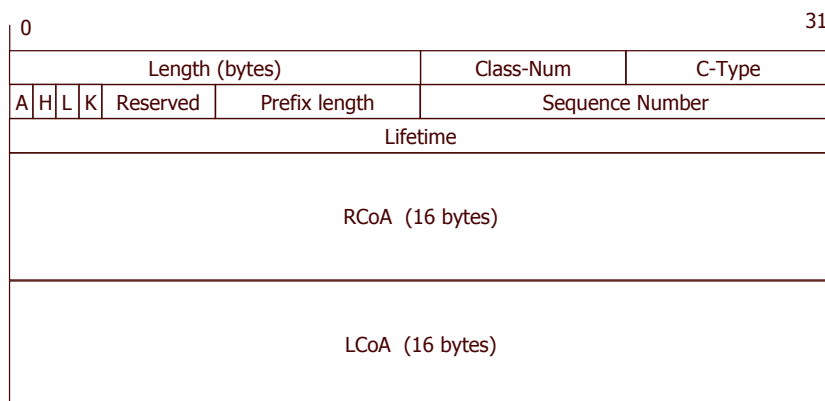 0 31
Length (bytes) Class-Num C-Type
A H L K Reserved Prefix length Sequence Number
Lifetime
RCoA (16 bytes)
LCoA (16 bytes)